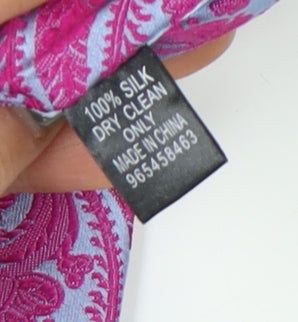 100% SILK
DRY CLEAN
ONLY
MADE IN CHINA
965458463